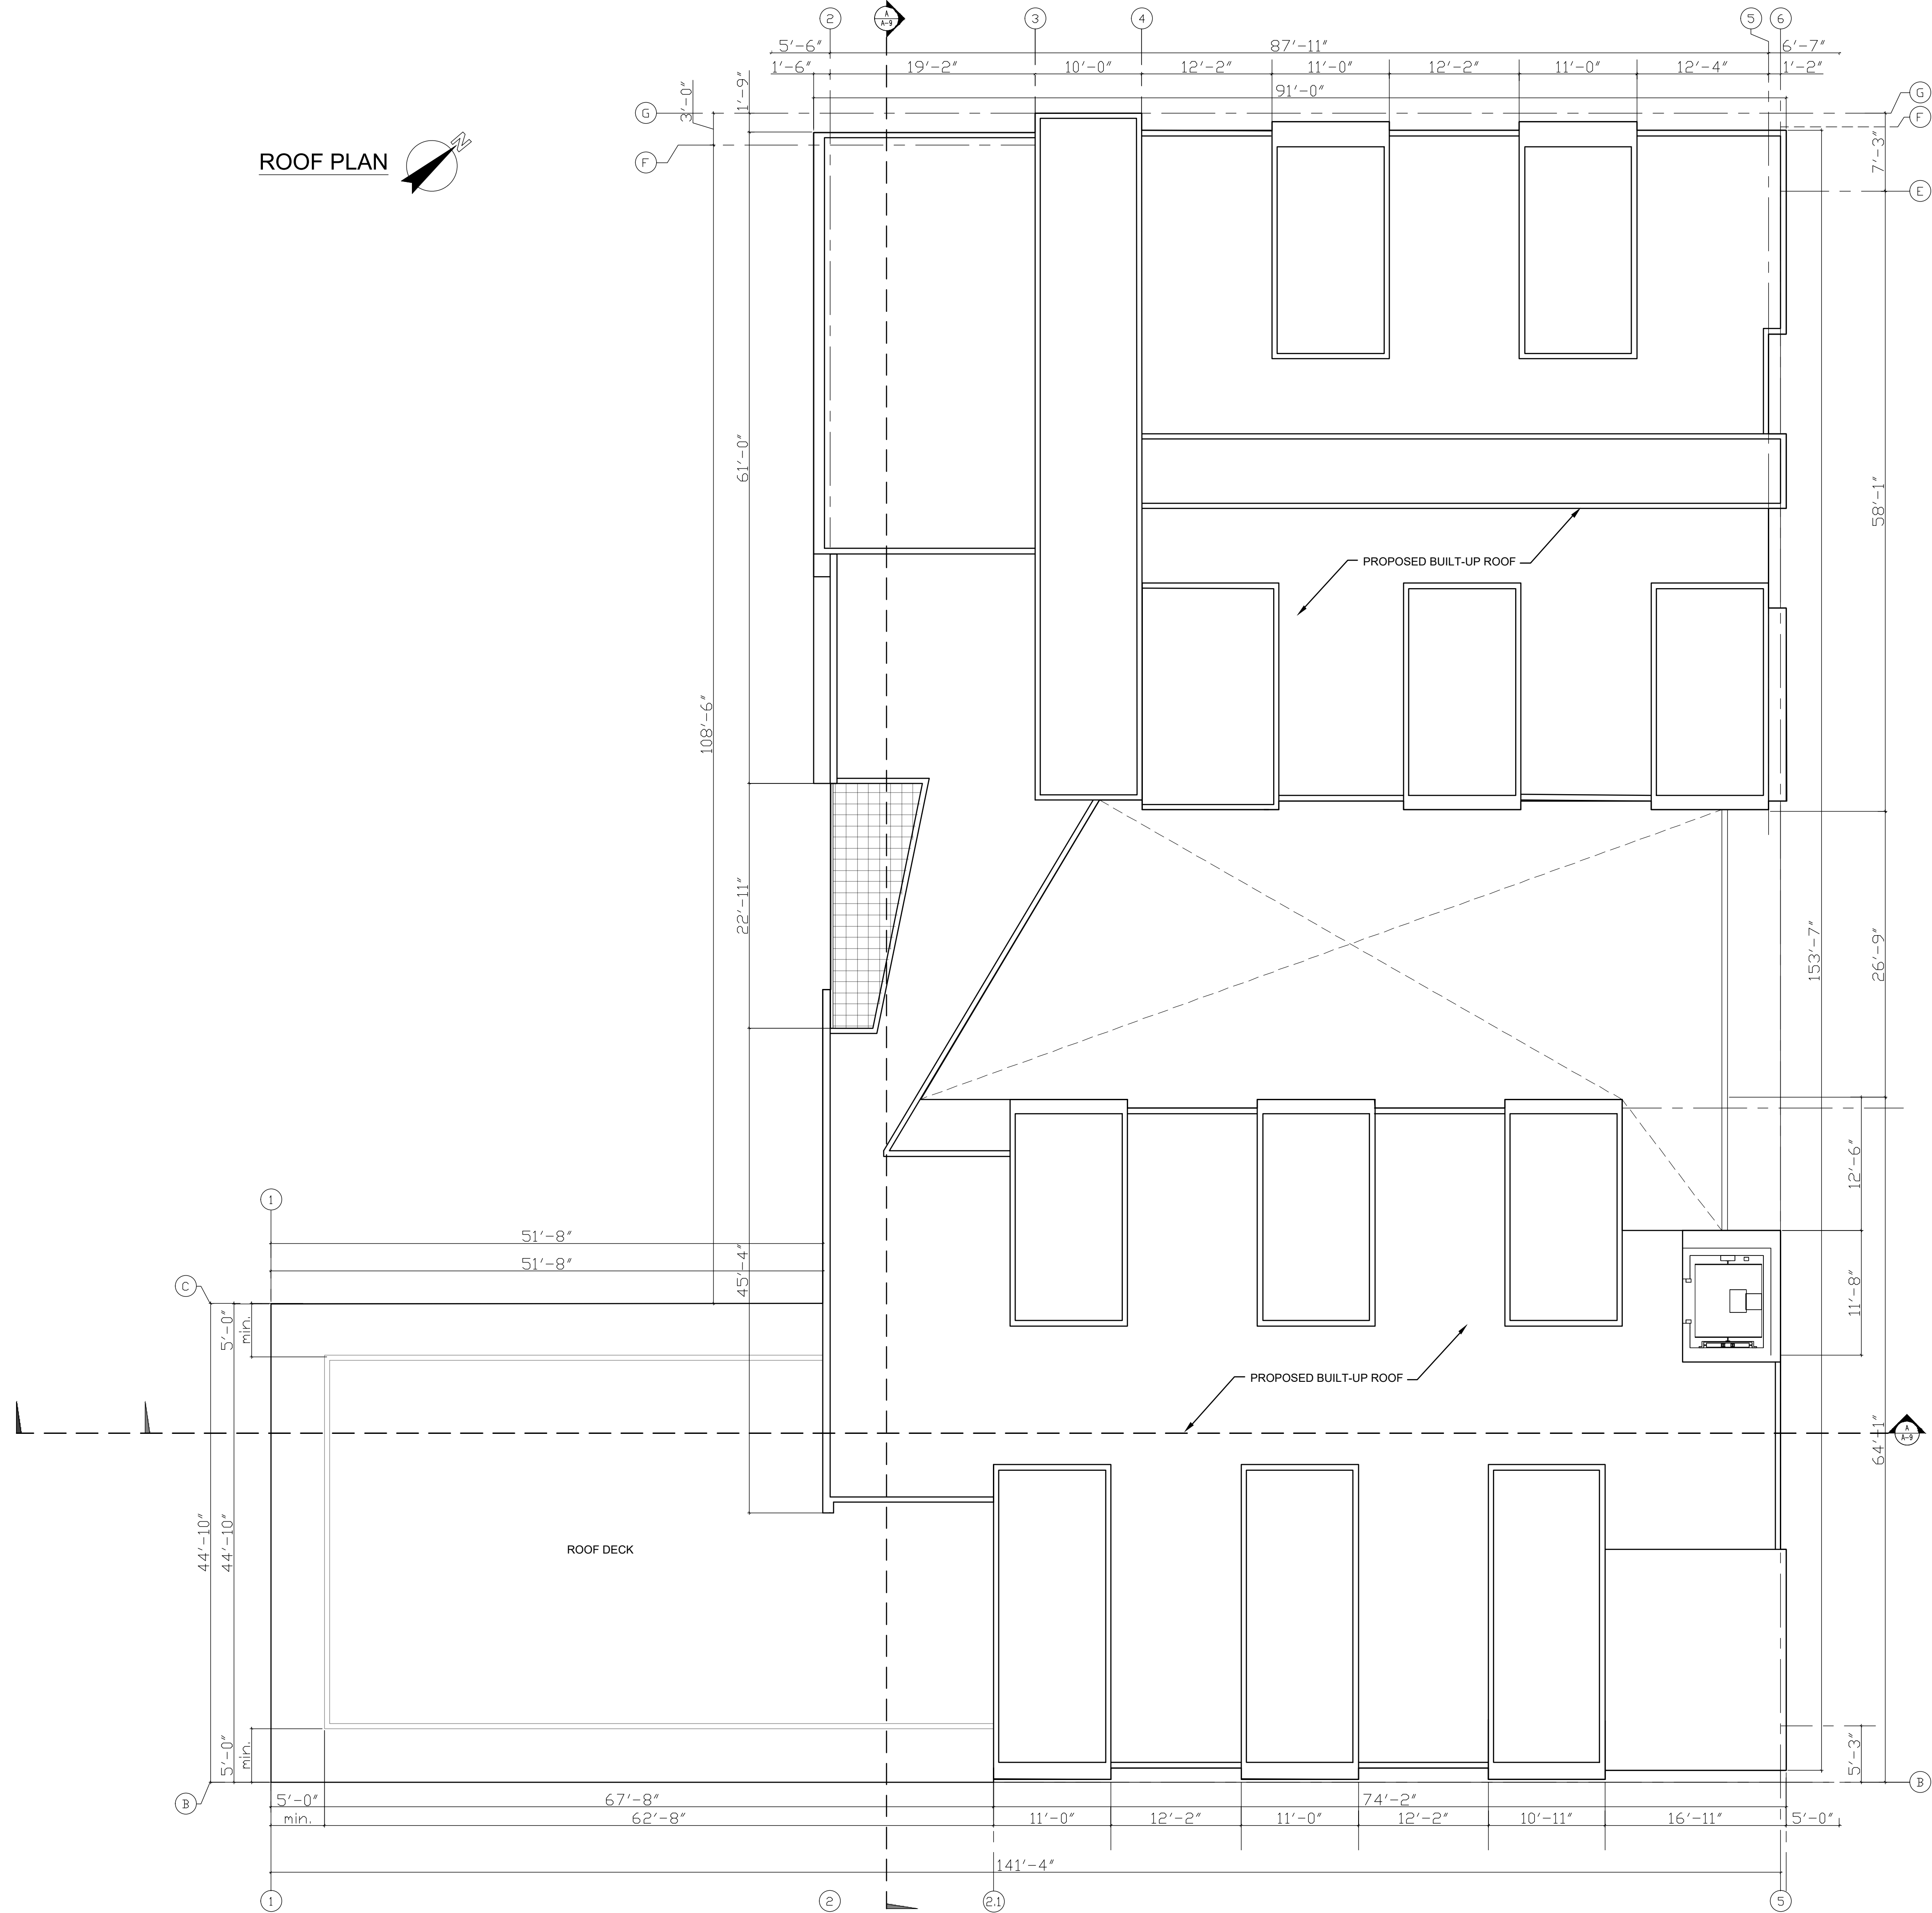 2
A
A-9
3
4
5
6
5'-6"
87'-11"
6'-7"
1'-6"
19'-2"
10'-0"
12'-2"
11'-0"
12'-2"
11'-0"
12'-4"
1'-2"
91'-0"
3'-0"
1'-9"
G
G
F
F
7'-3"
E
ROOF PLAN
N
61'-0"
58'-1"
PROPOSED BUILT-UP ROOF
108'-6"
22'-11"
153'-7"
26'-9"
12'-6"
1
51'-8"
51'-8"
45'-4"
C
11'-8"
5'-0"
min.
PROPOSED BUILT-UP ROOF
A
A-9
64'-1"
44'-10"
44'-10"
ROOF DECK
5'-0"
min.
5'-3"
B
B
5'-0"
67'-8"
74'-2"
min.
62'-8"
11'-0"
12'-2"
11'-0"
12'-2"
10'-11"
16'-11"
5'-0"
141'-4"
1
2
2.1
5